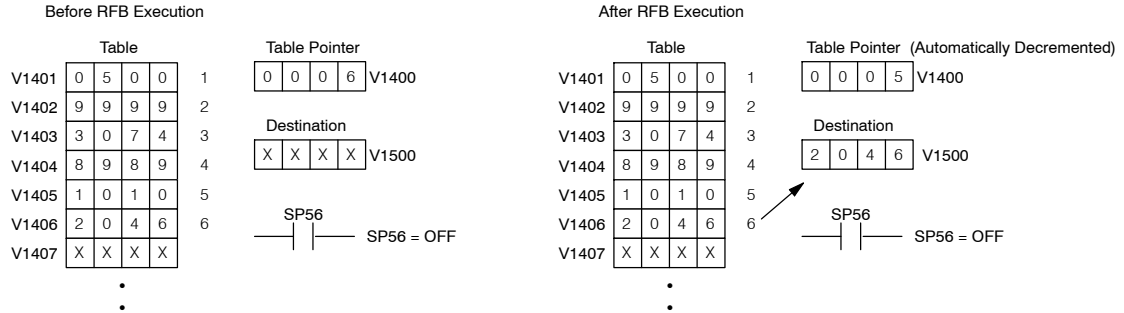 Before RFB Execution
Table
Table Pointer
V1401 0 5 0 0 1
0 0 0 6 V1400
V1402 9 9 9 9 2
V1403 3 0 7 4 3
Destination
V1404 8 9 8 9 4
X X X X V1500
V1405 1 0 1 0 5
V1406 2 0 4 6 6
SP56
SP56 = OFF
V1407 X X X X
After RFB Execution
Table
Table Pointer (Automatically Decremented)
V1401 0 5 0 0 1
0 0 0 5 V1400
V1402 9 9 9 9 2
V1403 3 0 7 4 3
Destination
V1404 8 9 8 9 4
2 0 4 6 V1500
V1405 1 0 1 0 5
V1406 2 0 4 6 6
SP56
SP56 = OFF
V1407 X X X X